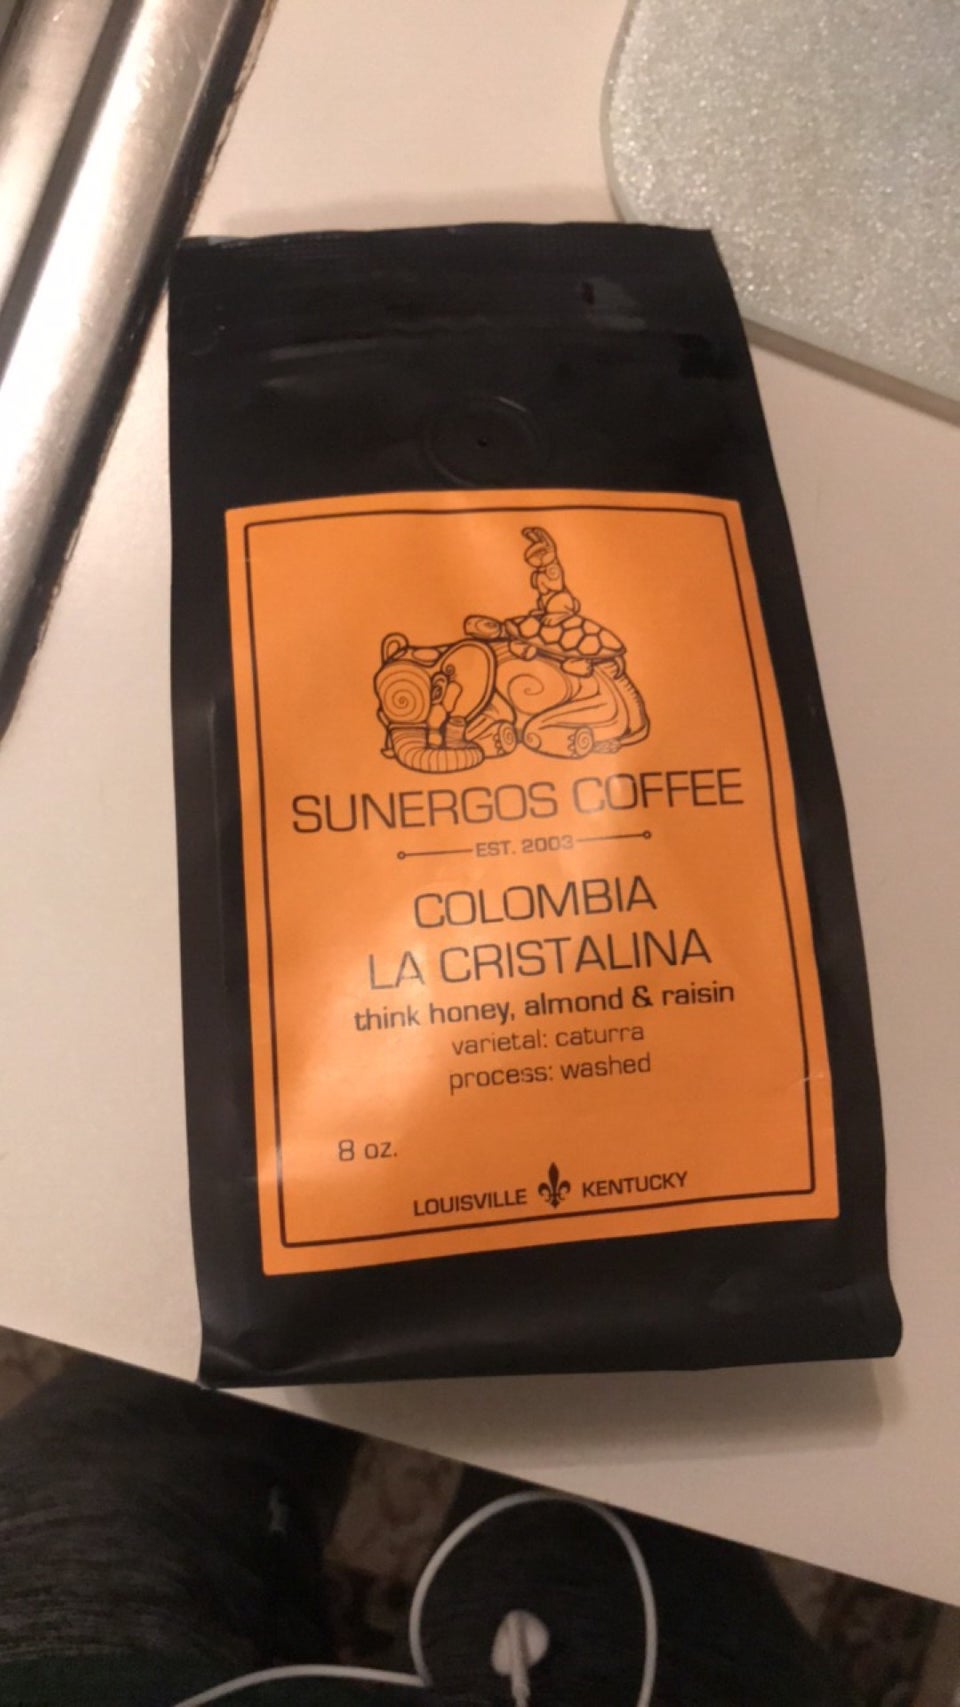 SUNERGOS COFFEE
EST. 2003
COLOMBIA
LA CRISTALINA
think honey, almond & raisin
varietal: caturra
process: washed
8 oz.
LOUISVILLE KENTUCKY